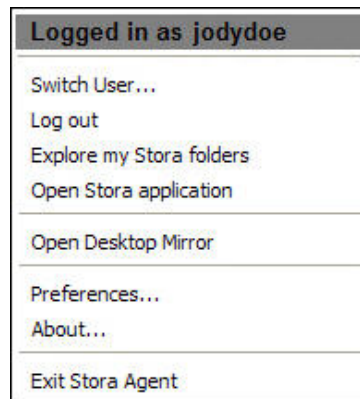 Logged in as jodydoe
Switch User...
Log out
Explore my Stora folders
Open Stora application
Open Desktop Mirror
Preferences...
About...
Exit Stora Agent